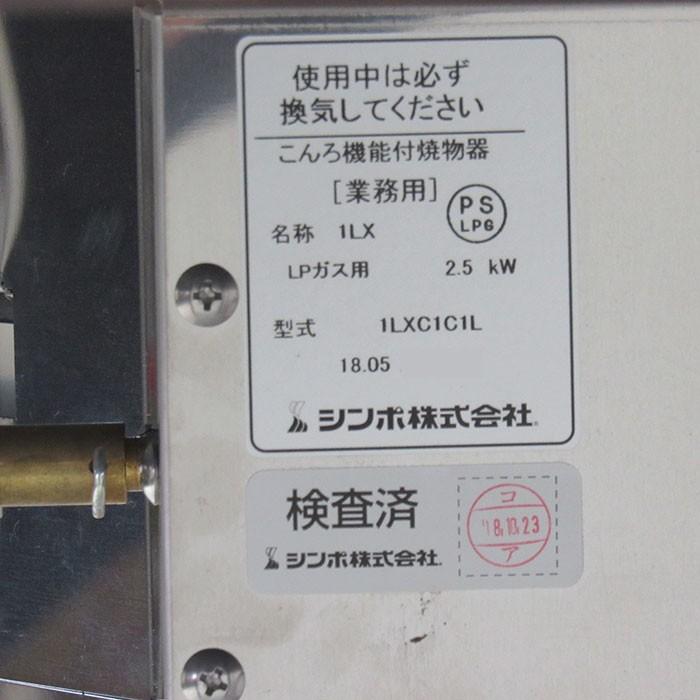 使用中は必ず
換気してください
こんろ機能付焼物器
[業務用]
PS
LPG
名称 1LX
LPガス用 2.5 kW
型式 1LXC1C1L
18.05
シンポ株式会社
検査済
シンポ株式会社
コ
'18.10.23
ア